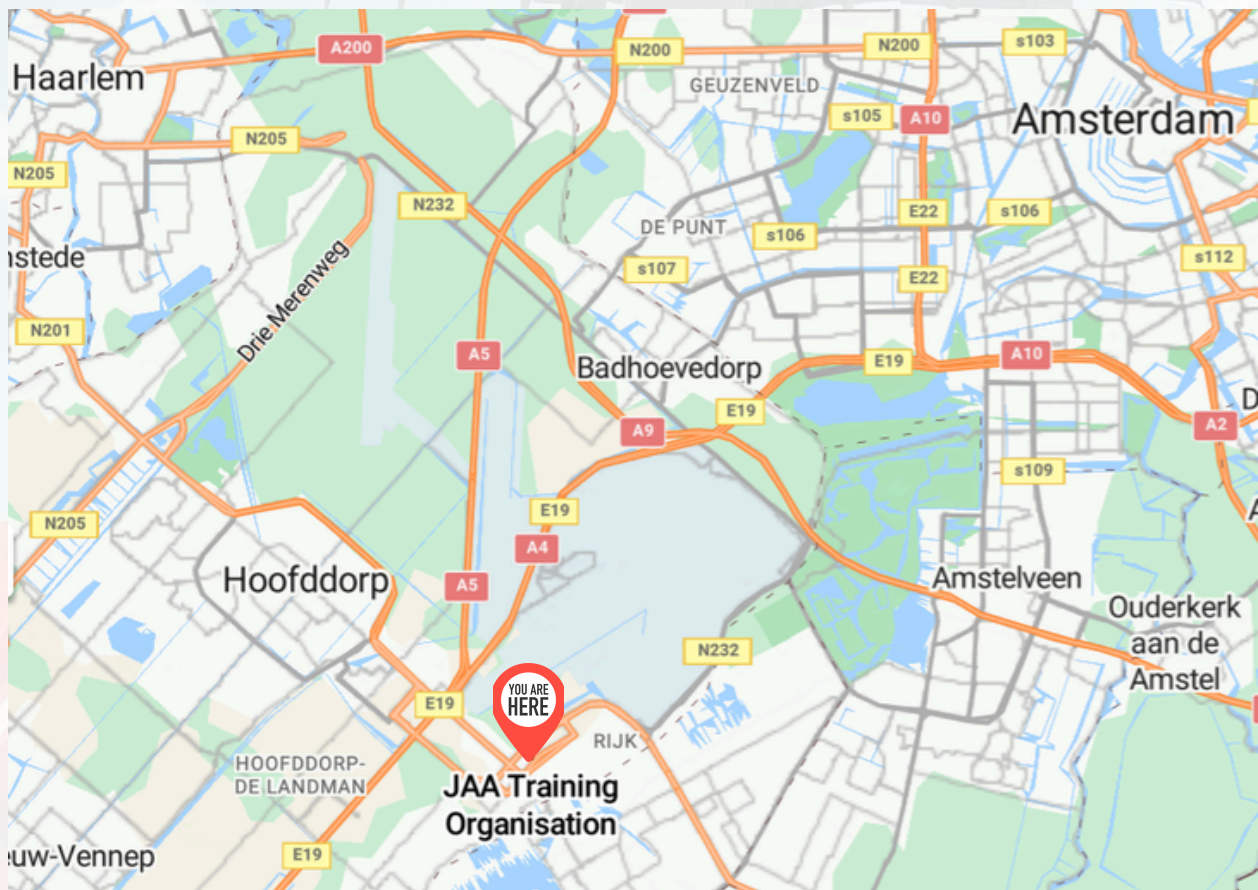 A200
N200
N200
s103
Haarlem
GEUZENVELD
s105
A10
Amsterdam
N205
N205
N232
E22
s106
DE PUNT
s106
nstede
s107
s112
E22
Drie Merenweg
N201
A5
Badhoevedorp
E19
A10
E19
A9
A2
D
s109
N205
E19
A4
A5
Hoofddorp
Amstelveen
Ouderkerk
aan de
Amstel
N232
YOU ARE
HERE
E19
RIJK
HOOFDDORP-
DE LANDMAN
JAA Training
Organisation
E19
euw-Vennep